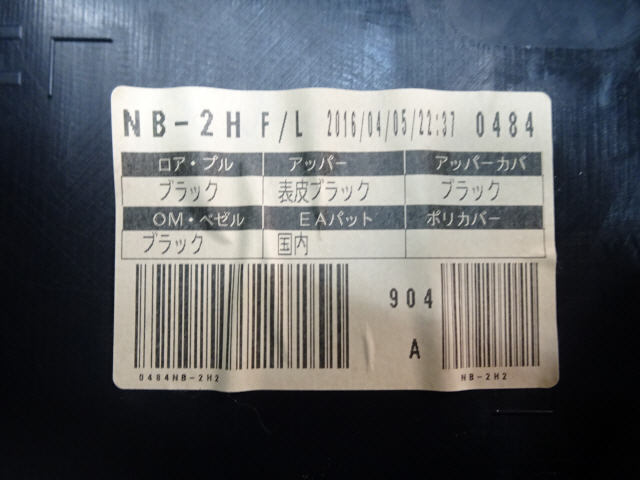 NB-2H F/L 2016/04/05/22:37 0484
ロア・プル アッパー アッパーカバ
ブラック 表皮ブラック ブラック
OM・ベゼル EAパット ポリカバー
ブラック 国内
904
A
0484NB-2H2 NB-2H2